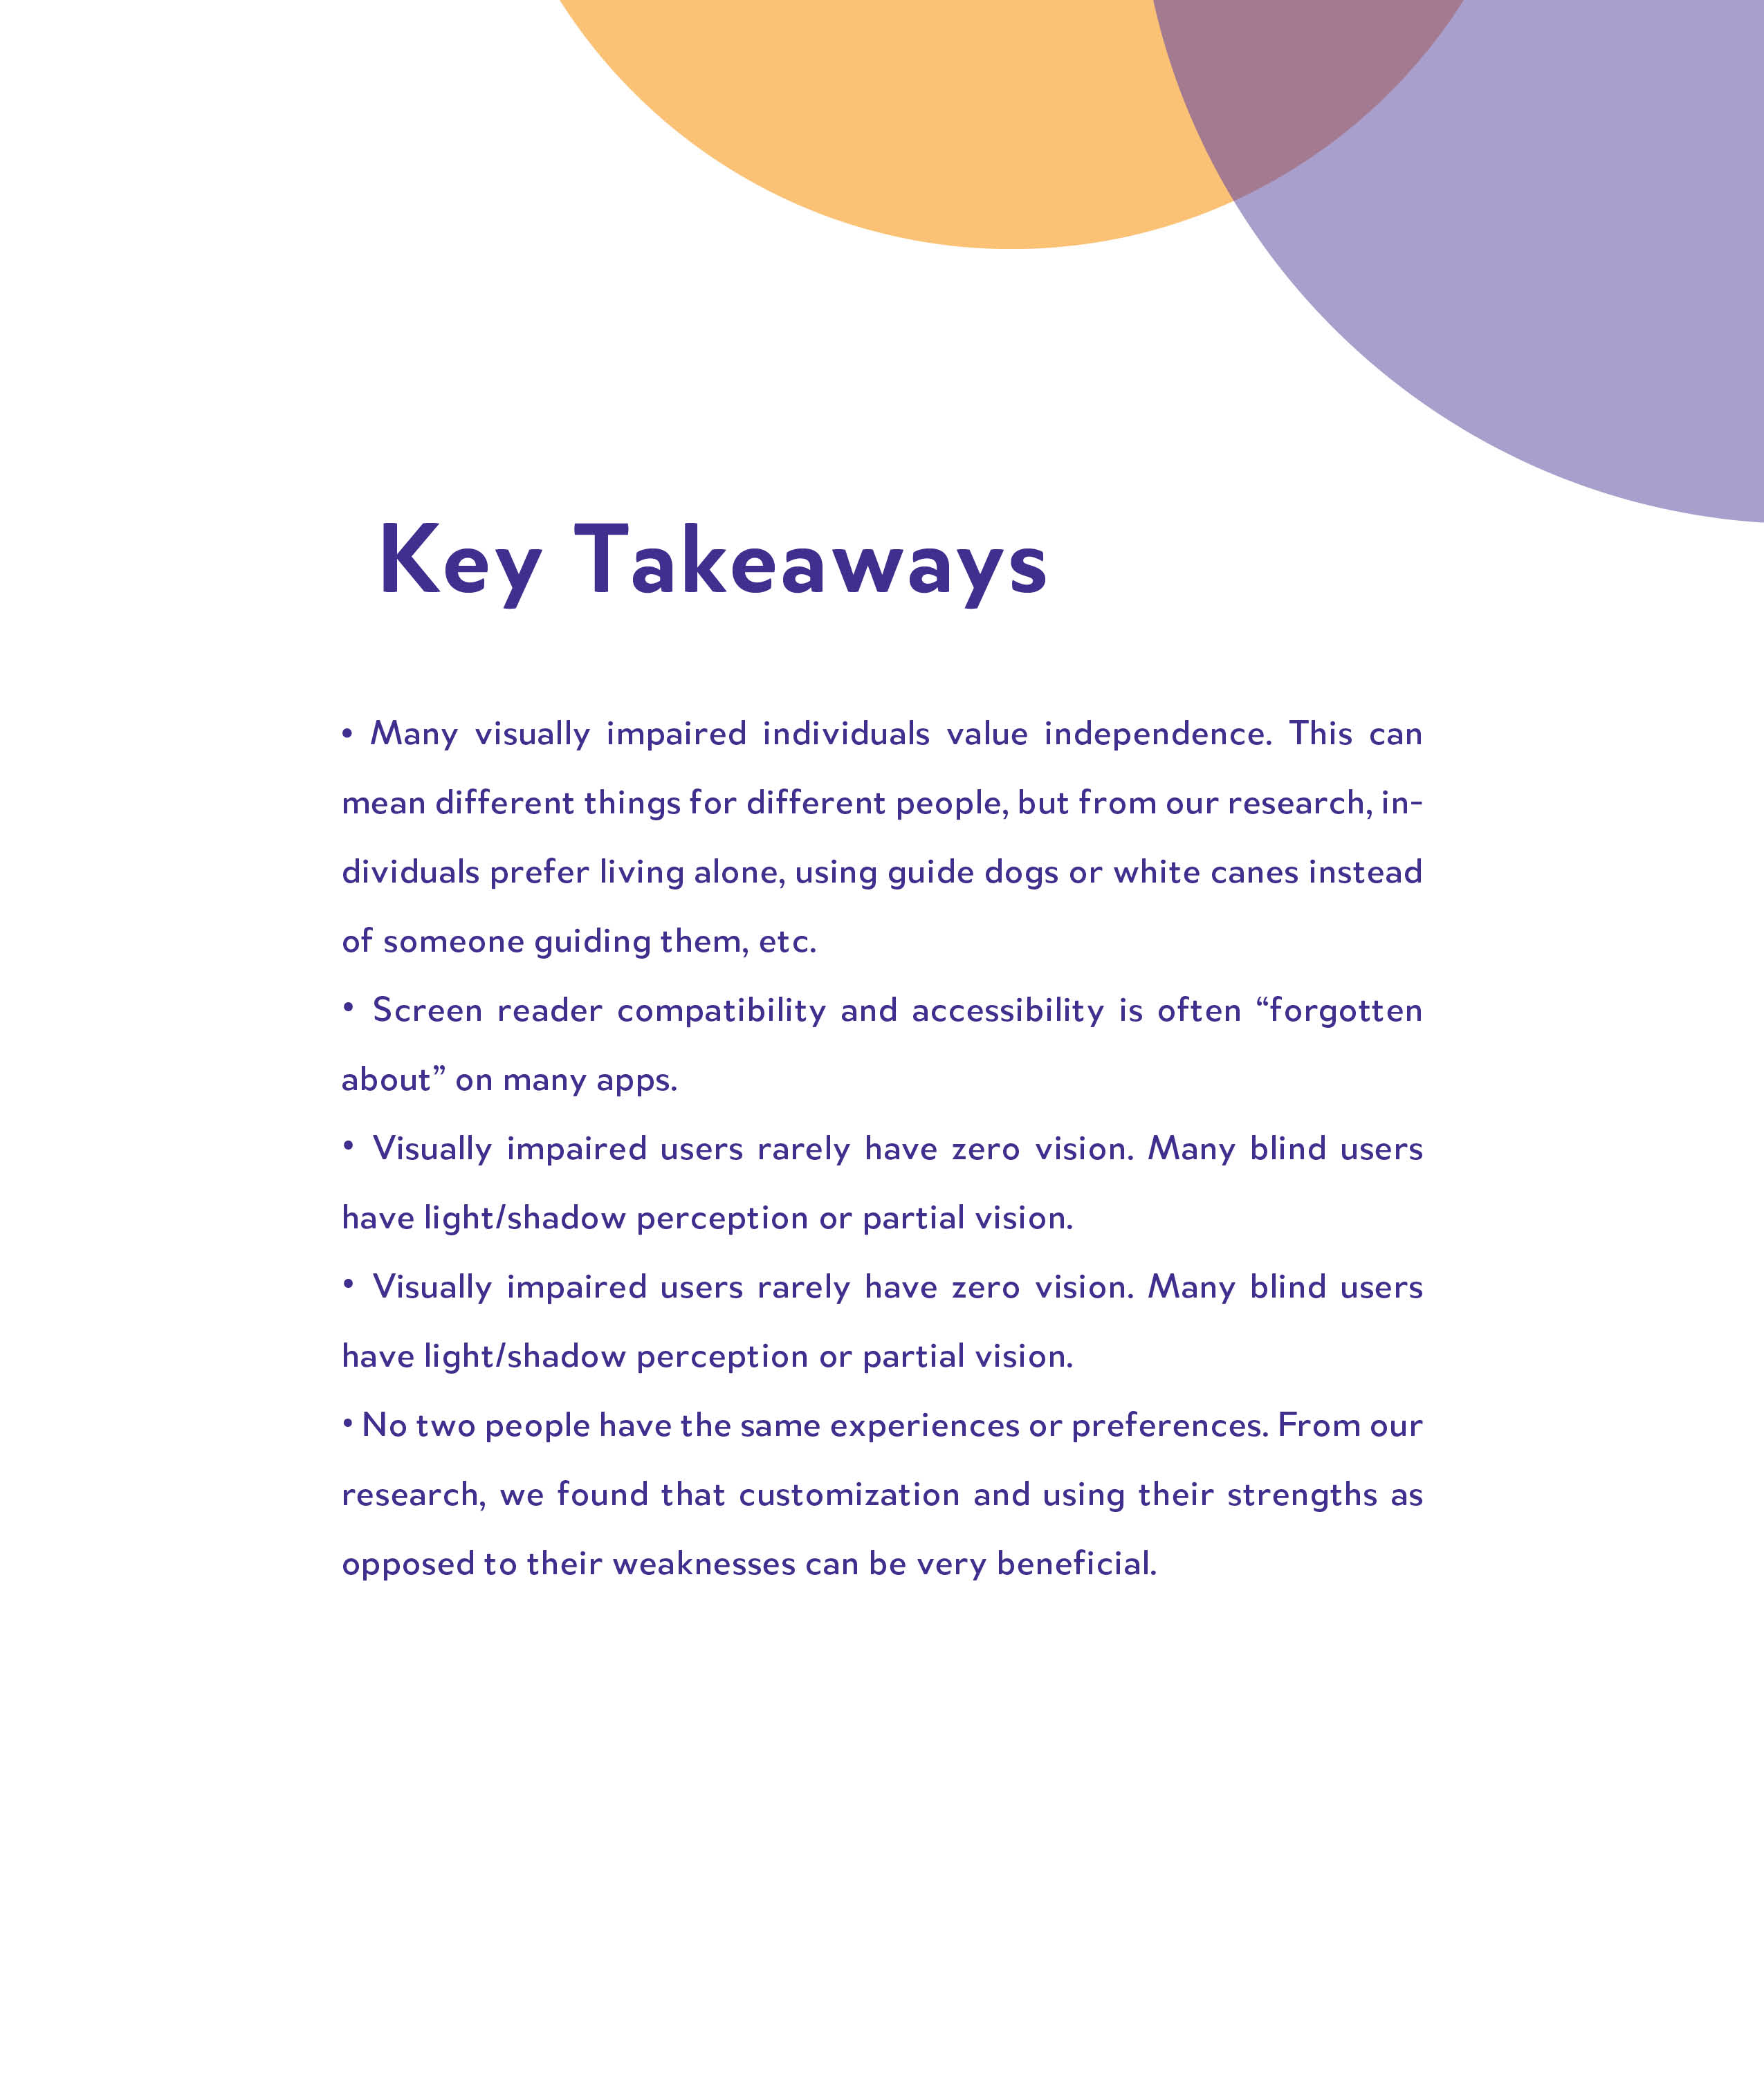 Key Takeaways
• Many visually impaired individuals value independence. This can
mean different things for different people, but from our research, in-
dividuals prefer living alone, using guide dogs or white canes instead
of someone guiding them, etc.
• Screen reader compatibility and accessibility is often “forgotten
about” on many apps.
• Visually impaired users rarely have zero vision. Many blind users
have light/shadow perception or partial vision.
• Visually impaired users rarely have zero vision. Many blind users
have light/shadow perception or partial vision.
• No two people have the same experiences or preferences. From our
research, we found that customization and using their strengths as
opposed to their weaknesses can be very beneficial.